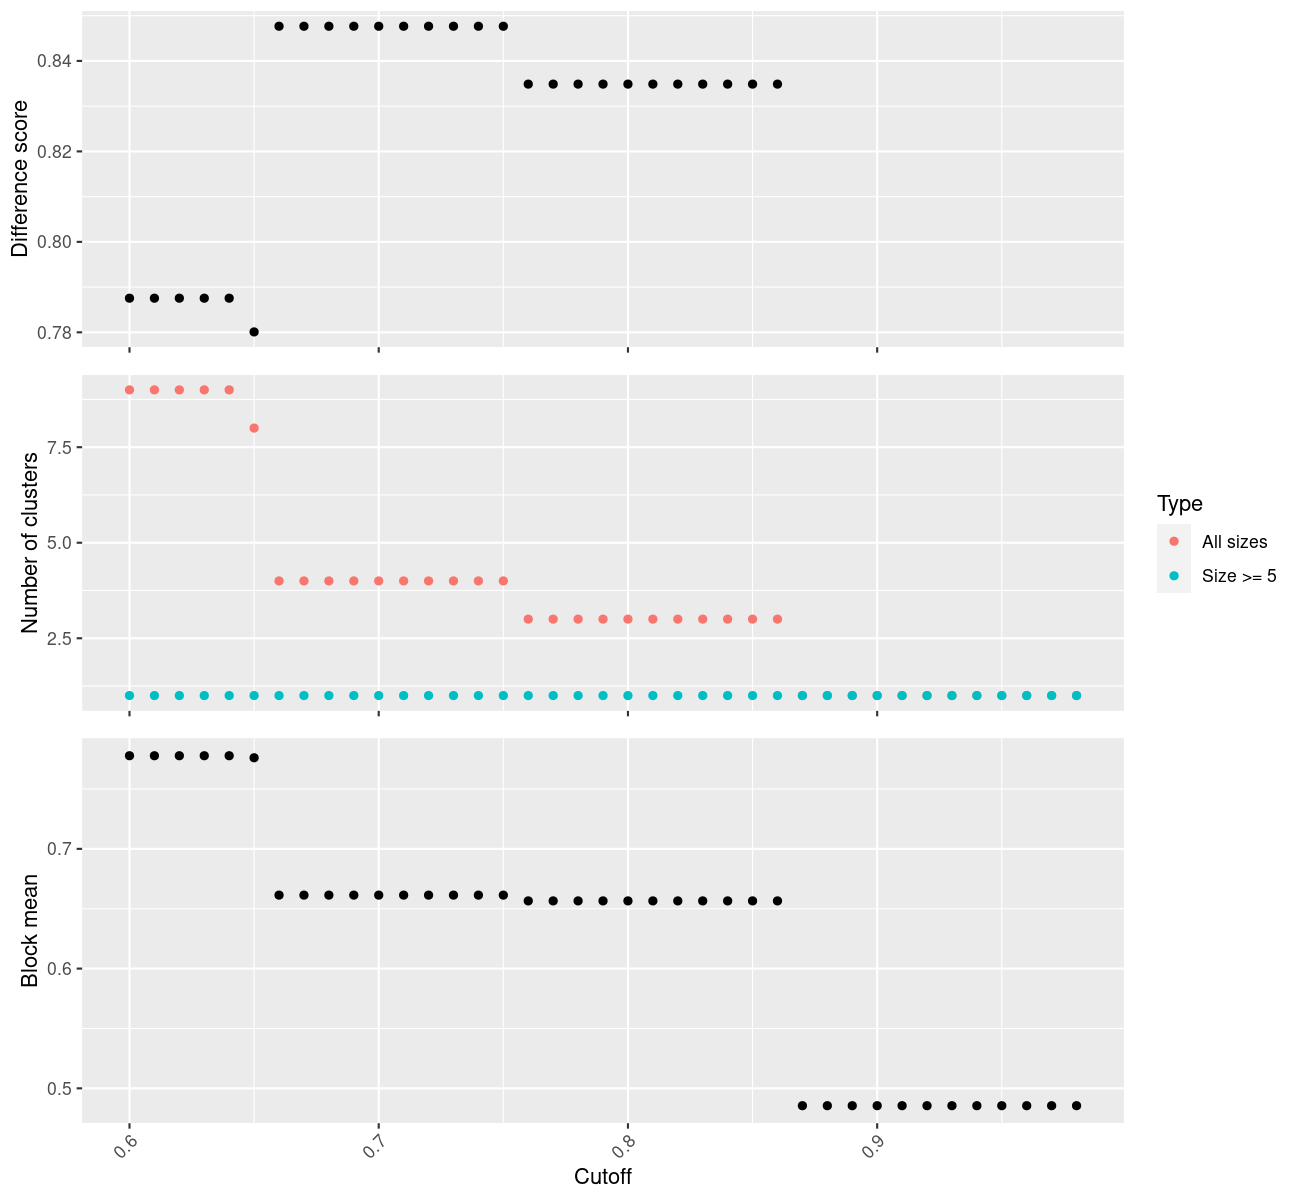 Difference score
0.84
0.82
0.80
0.78
Number of clusters
7.5
5.0
2.5
Type
All sizes
Size >= 5
Block mean
0.7
0.6
0.5
0.6
0.7
0.8
0.9
Cutoff